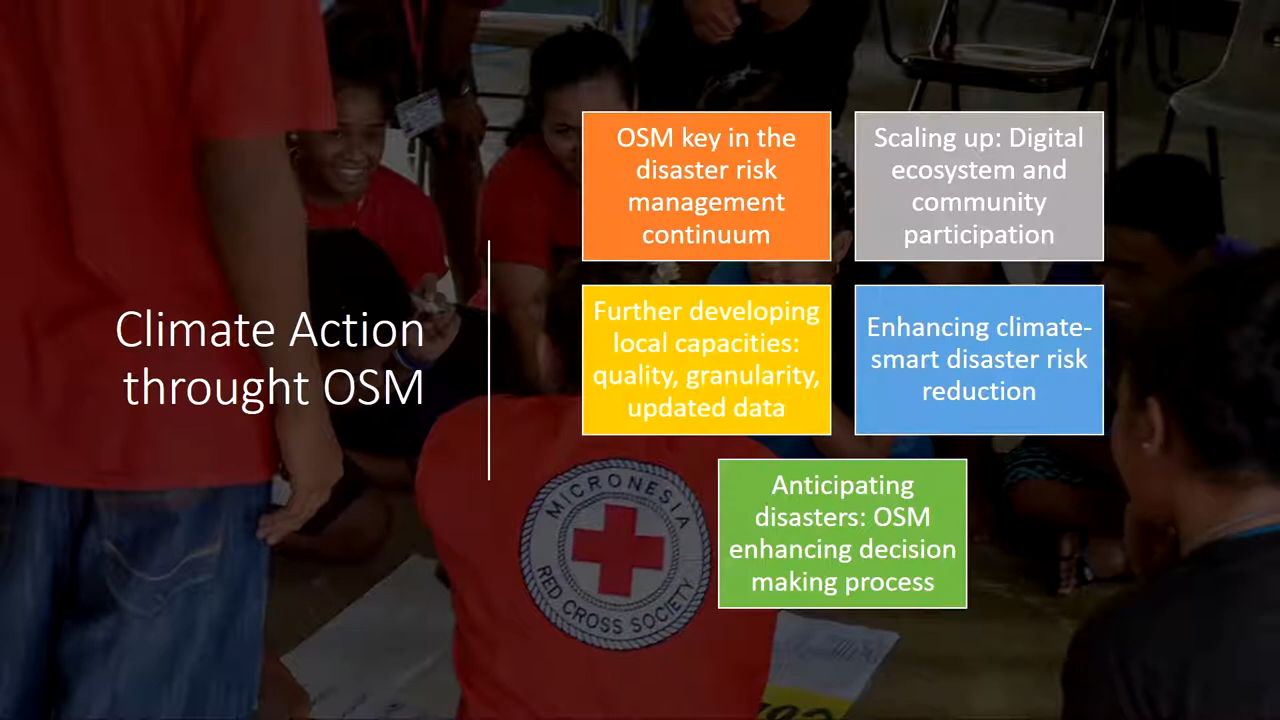 Climate Action
throught OSM
OSM key in the
disaster risk
management
continuum
Scaling up: Digital
ecosystem and
community
participation
Further developing
local capacities:
quality, granularity,
updated data
Enhancing climate-
smart disaster risk
reduction
Anticipating
disasters: OSM
enhancing decision
making process
MICRONESIA
RED CROSS SOCIETY